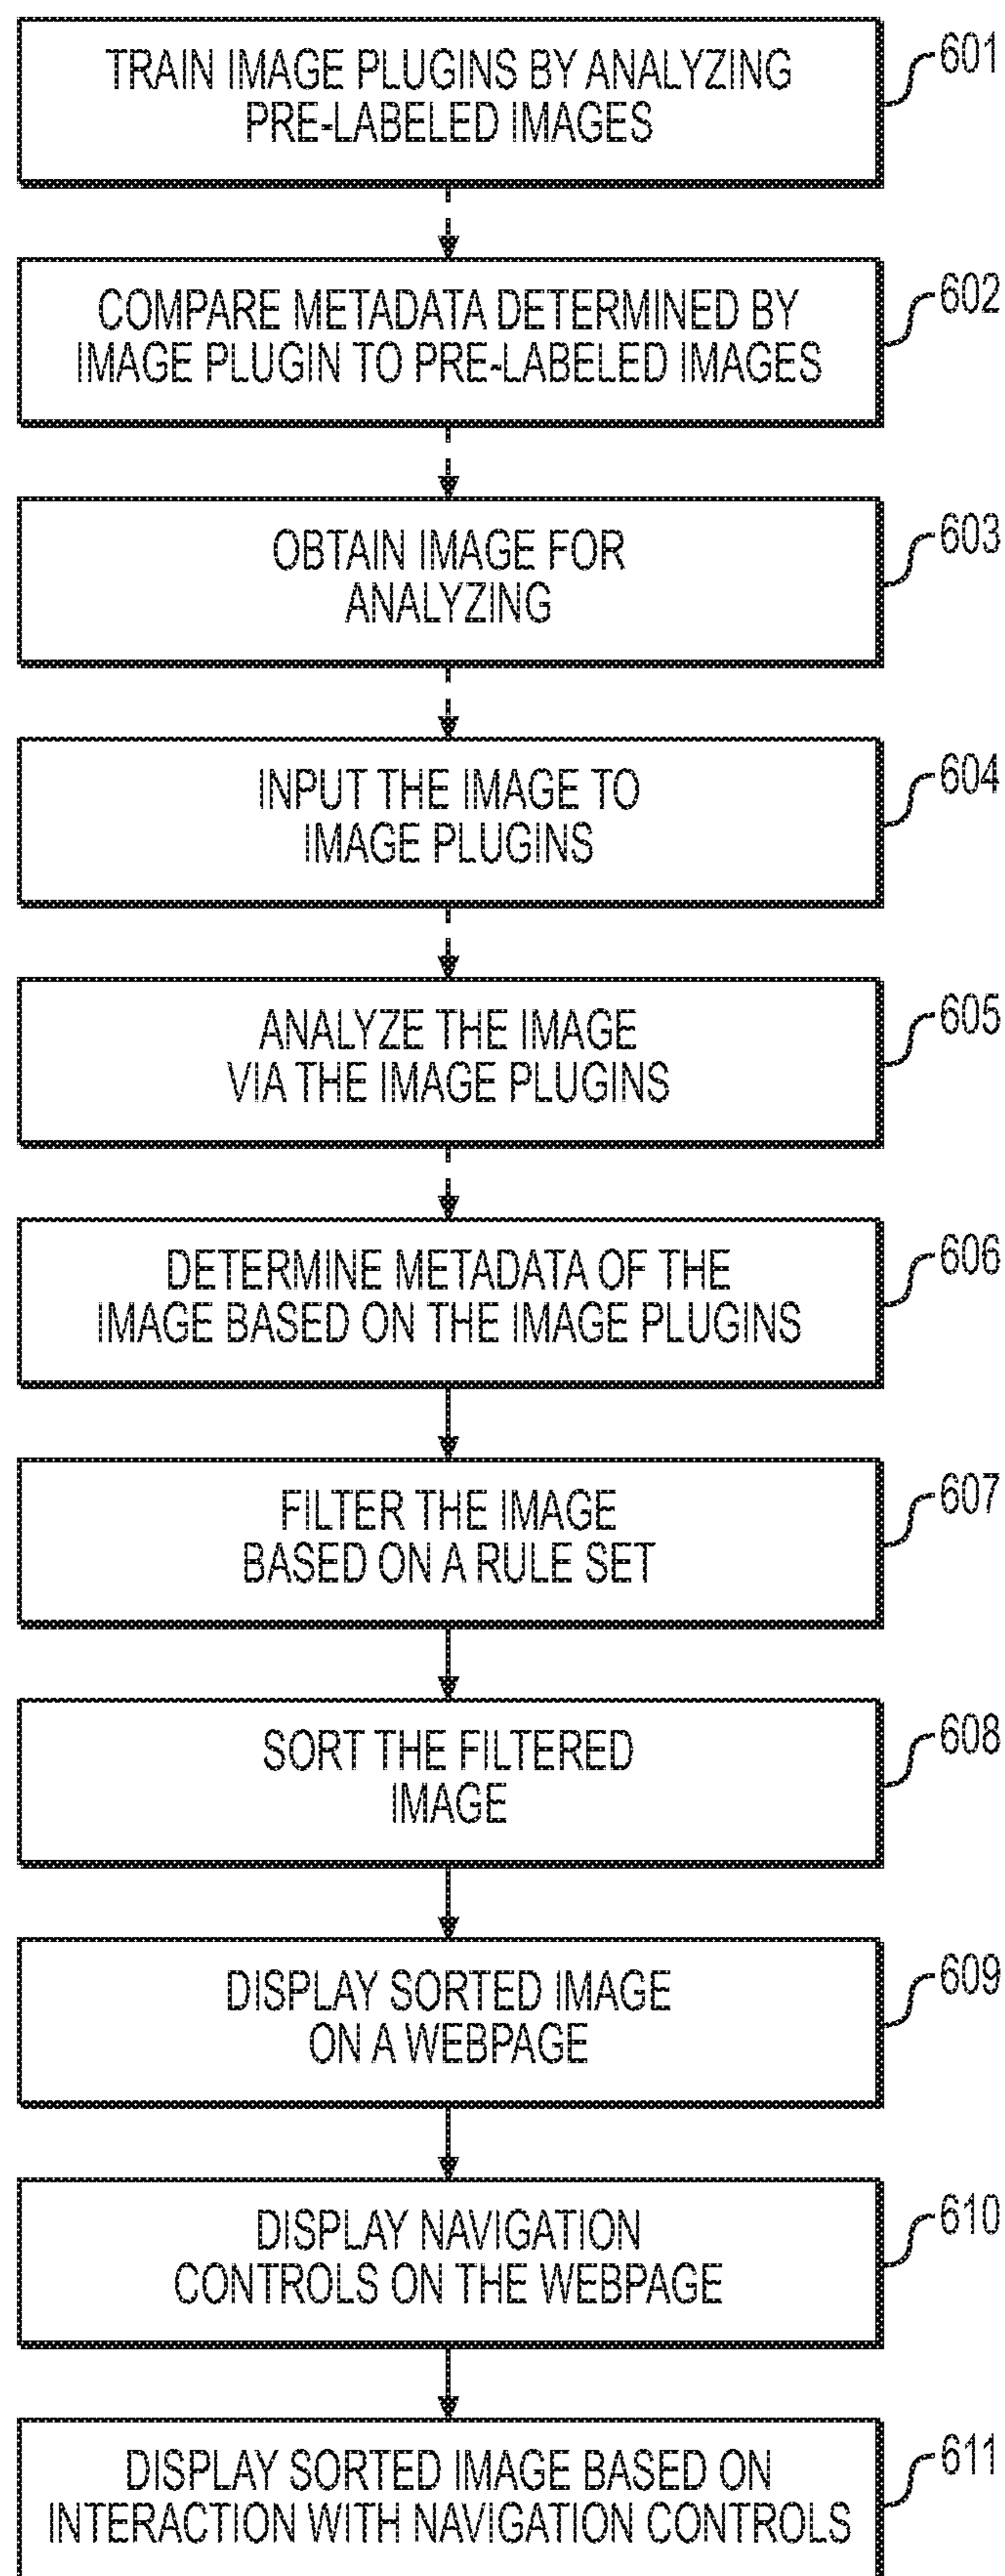 TRAIN IMAGE PLUGINS BY ANALYZING
PRE-LABELED IMAGES
601
COMPARE METADATA DETERMINED BY
IMAGE PLUGIN TO PRE-LABELED IMAGES
602
OBTAIN IMAGE FOR
ANALYZING
603
INPUT THE IMAGE TO
IMAGE PLUGINS
604
ANALYZE THE IMAGE
VIA THE IMAGE PLUGINS
605
DETERMINE METADATA OF THE
IMAGE BASED ON THE IMAGE PLUGINS
606
FILTER THE IMAGE
BASED ON A RULE SET
607
SORT THE FILTERED
IMAGE
608
DISPLAY SORTED IMAGE
ON A WEBPAGE
609
DISPLAY NAVIGATION
CONTROLS ON THE WEBPAGE
610
DISPLAY SORTED IMAGE BASED ON
INTERACTION WITH NAVIGATION CONTROLS
611